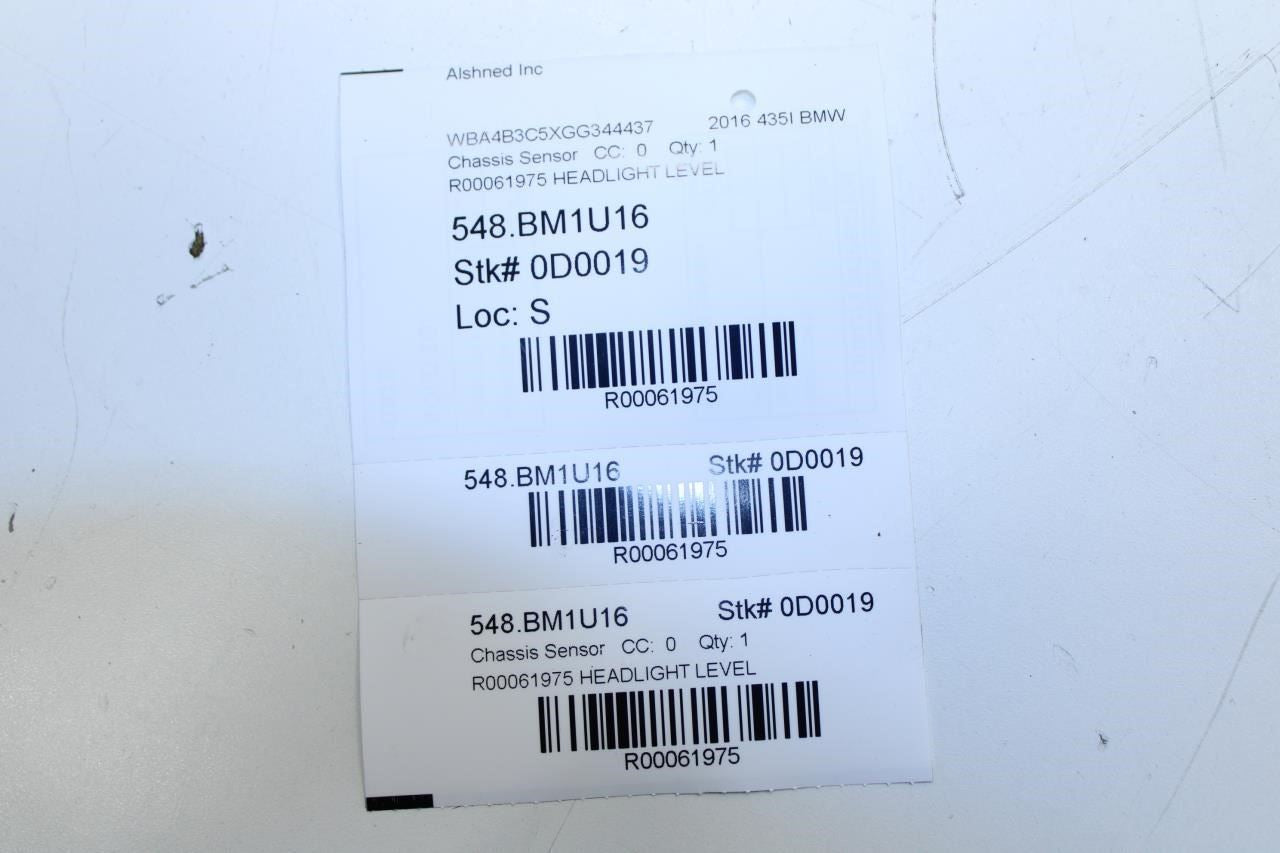 Alshned Inc
WBA4B3C5XGG344437 2016 435I BMW
Chassis Sensor CC: 0 Qty: 1
R00061975 HEADLIGHT LEVEL
548.BM1U16
Stk# 0D0019
Loc: S
R00061975
548.BM1U16 Stk# 0D0019
R00061975
548.BM1U16 Stk# 0D0019
Chassis Sensor CC: 0 Qty: 1
R00061975 HEADLIGHT LEVEL
R00061975